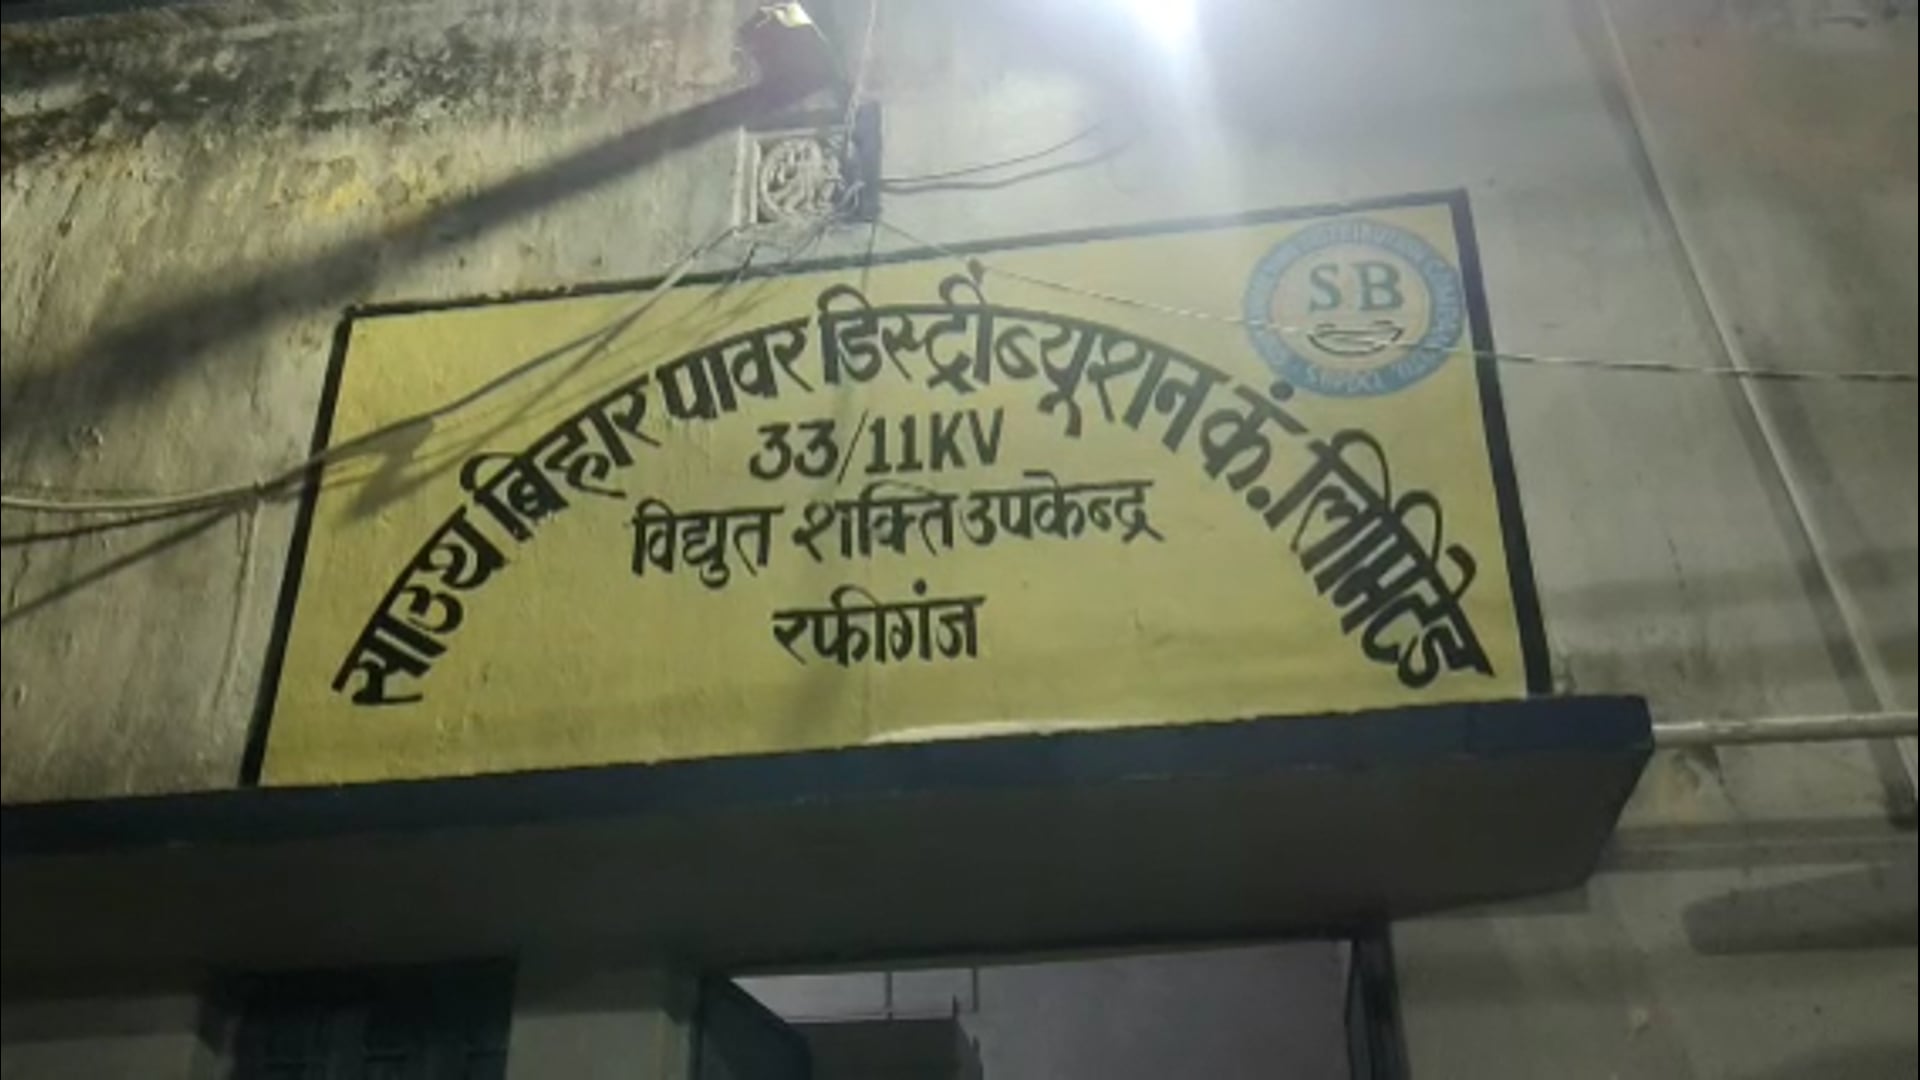 साउथ बिहार पावर डिस्ट्रीब्यूशन कं. लिमिटेड
SB
33/11KV
विद्युत शक्ति उपकेन्द्र
रफीगंज